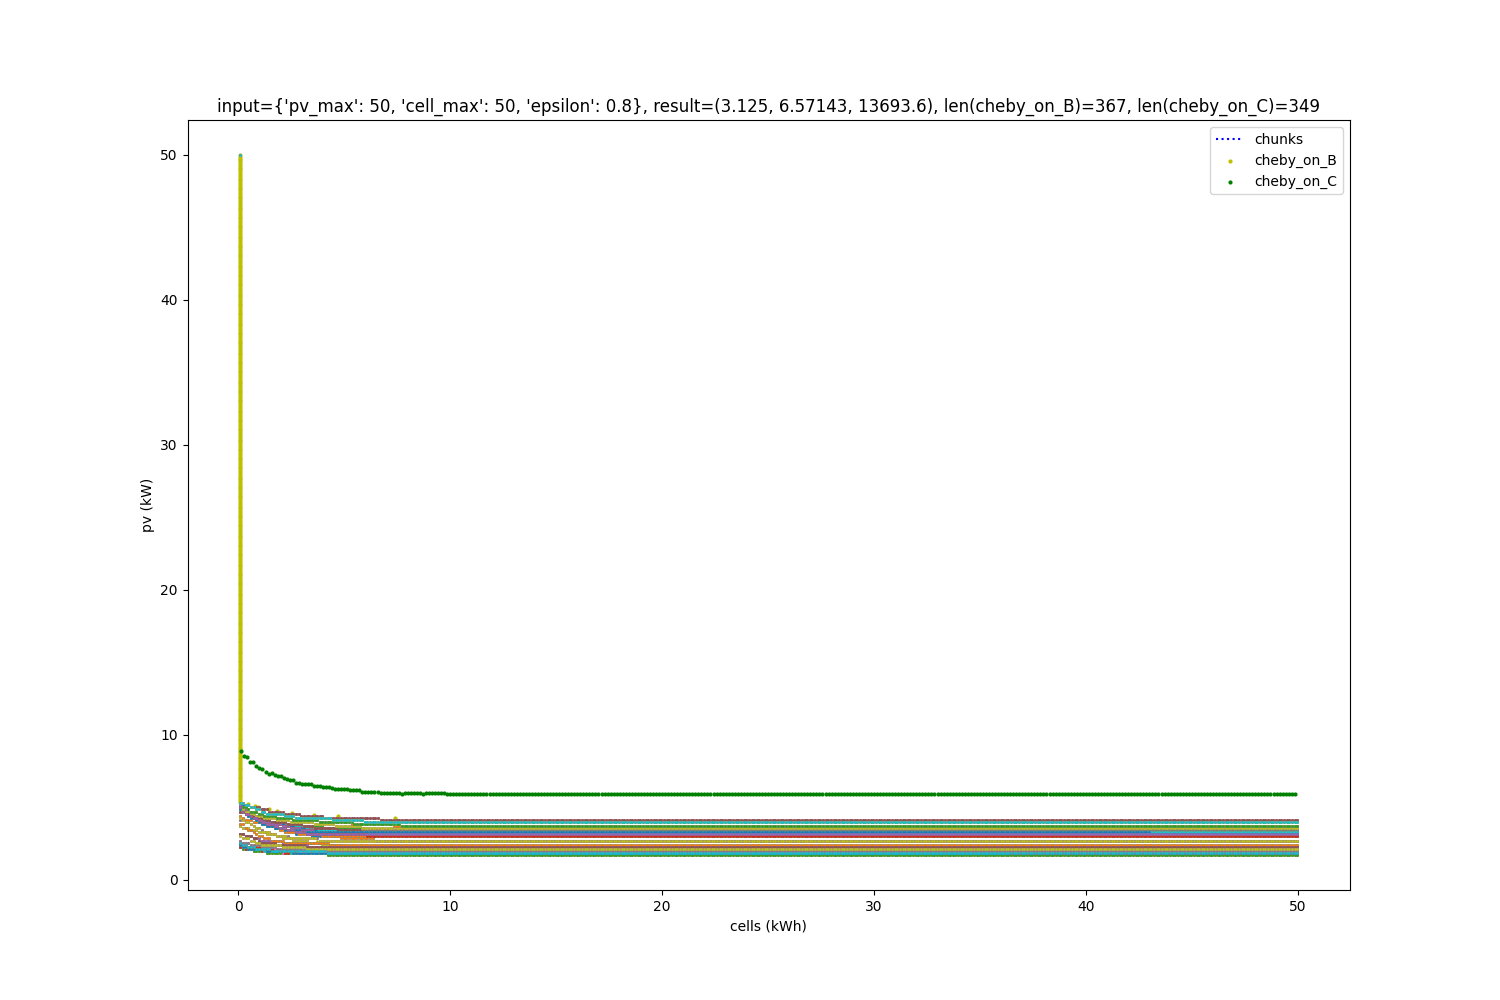 input={'pv_max': 50, 'cell_max': 50, 'epsilon': 0.8}, result=(3.125, 6.57143, 13693.6), len(cheby_on_B)=367, len(cheby_on_C)=349
chunks
cheby_on_B
cheby_on_C
50
40
30
20
10
0
pv (kW)
0 10 20 30 40 50
cells (kWh)